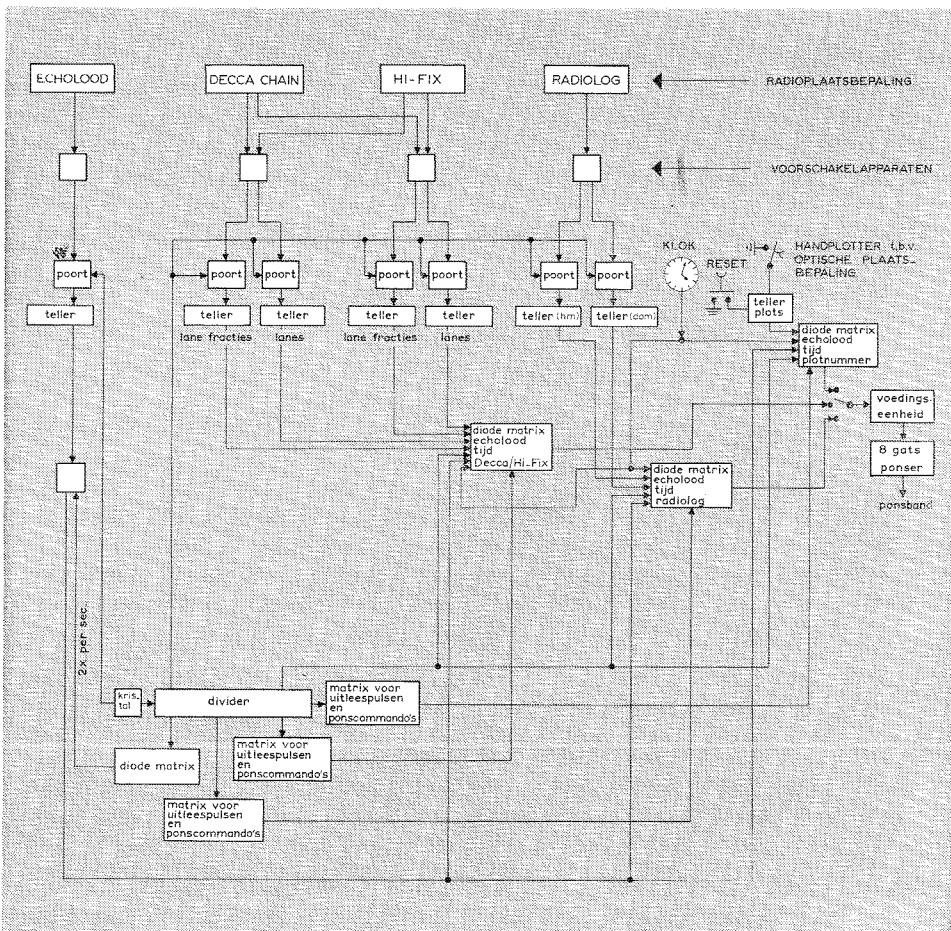 ECHOLOOD
DECCA CHAIN
HI-FIX
RADIOLOG
RADIOPLAATSBEPALING
VOORSCHAKELAPPARATEN
KLOK
RESET
HANDPLOTTER t.b.v.
OPTISCHE PLAATS-
BEPALING
poort
poort
poort
poort
poort
poort
poort
teller
teller
teller
teller
teller
teller (hm)
teller (dam)
teller
plots
lane fracties
lanes
lane fracties
lanes
diode matrix
echolood
tijd
plotnummer
voedings-
eenheid
8 gats
ponser
ponsband
diode matrix
echolood
tijd
Decca/Hi-Fix
diode matrix
echolood
tijd
radiolog
2x per sec.
kris-
tal
divider
matrix voor
uitleespulsen
en
ponscommando's
matrix voor
uitleespulsen
en
ponscommando's
diode matrix
matrix voor
uitleespulsen
en
ponscommando's